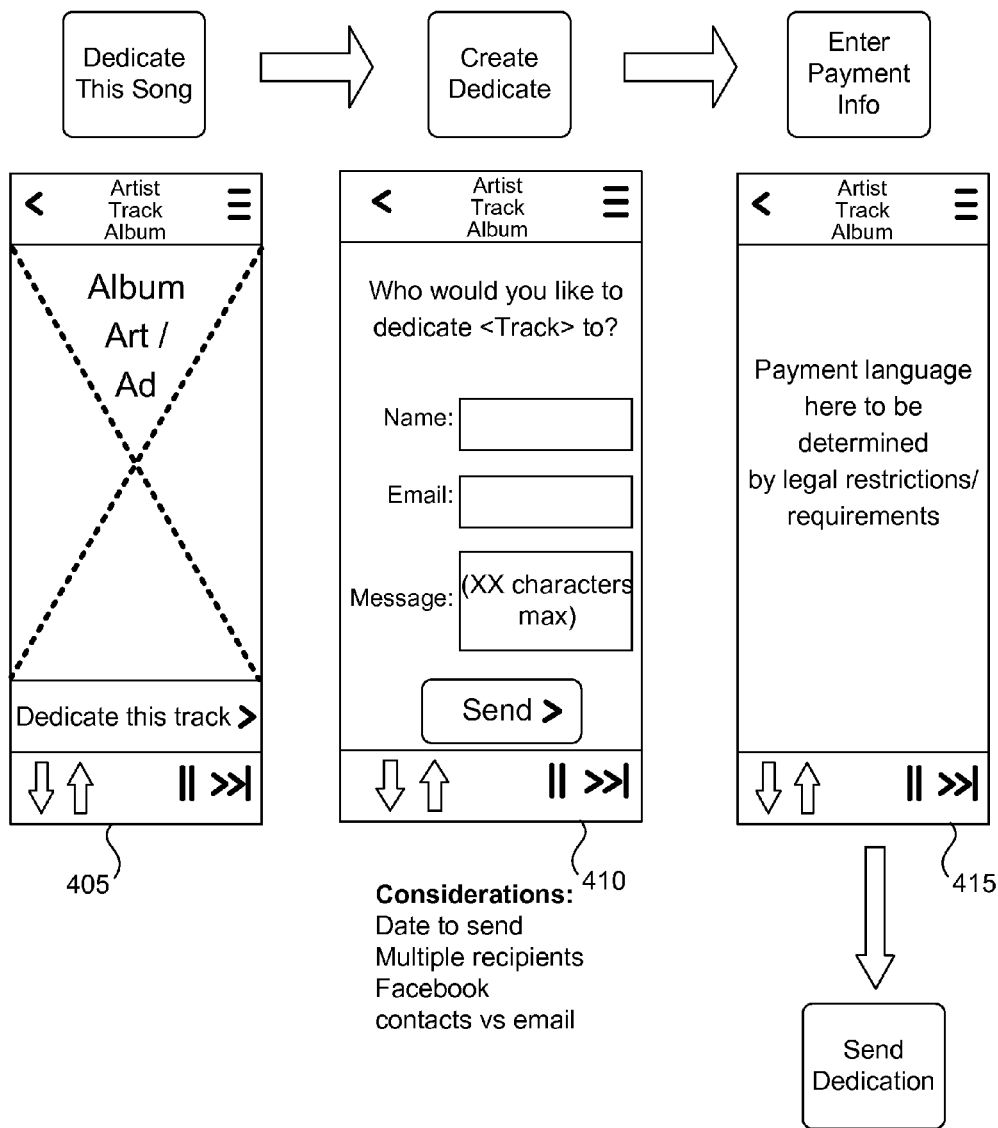 Dedicate
This Song
Create
Dedicate
Enter
Payment
Info
<
Artist
Track
Album
Album
Art /
Ad
Dedicate this track >
405
<
Artist
Track
Album
Who would you like to
dedicate <Track> to?
Name:
Email:
Message:
(XX characters
max)
Send >
410
Considerations:
Date to send
Multiple recipients
Facebook
contacts vs email
<
Artist
Track
Album
Payment language
here to be
determined
by legal restrictions/
requirements
415
Send
Dedication